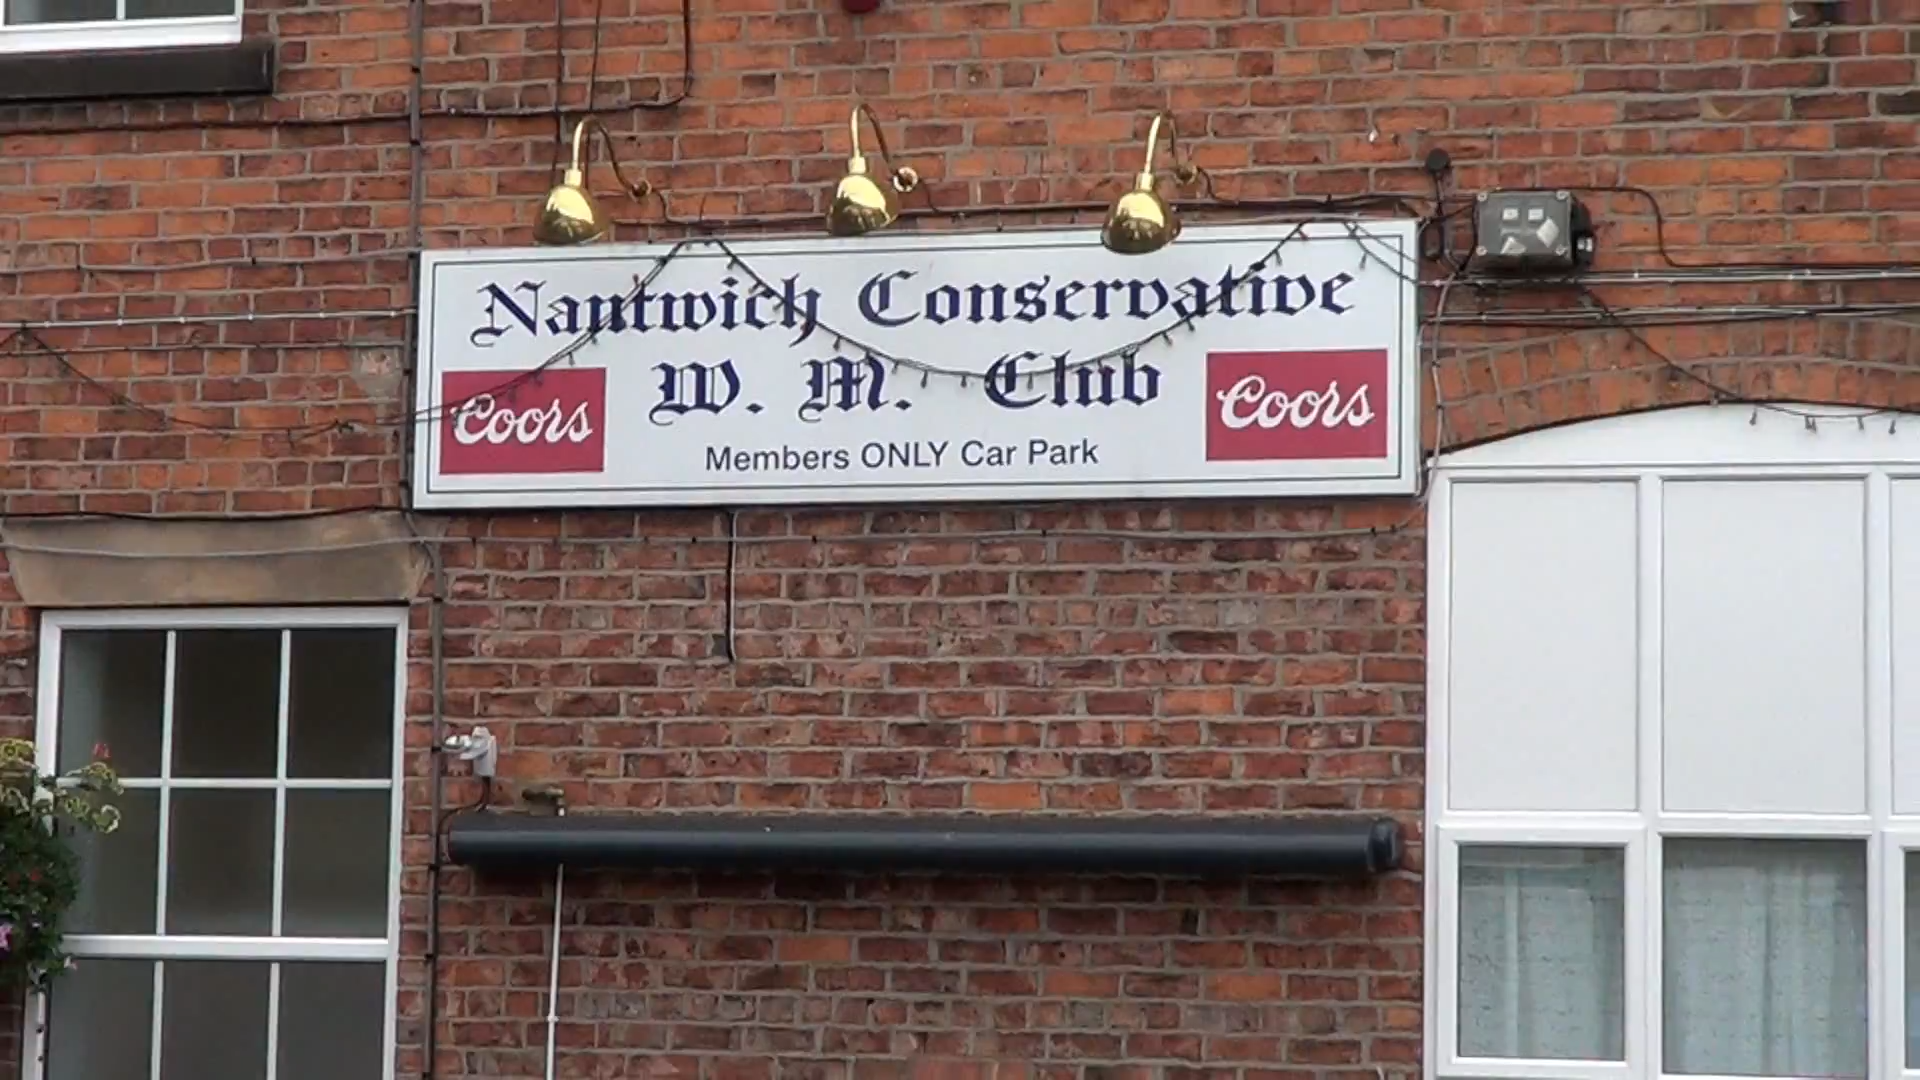 Nantwich Conservative
W. M. Club
Coors
Coors
Members ONLY Car Park